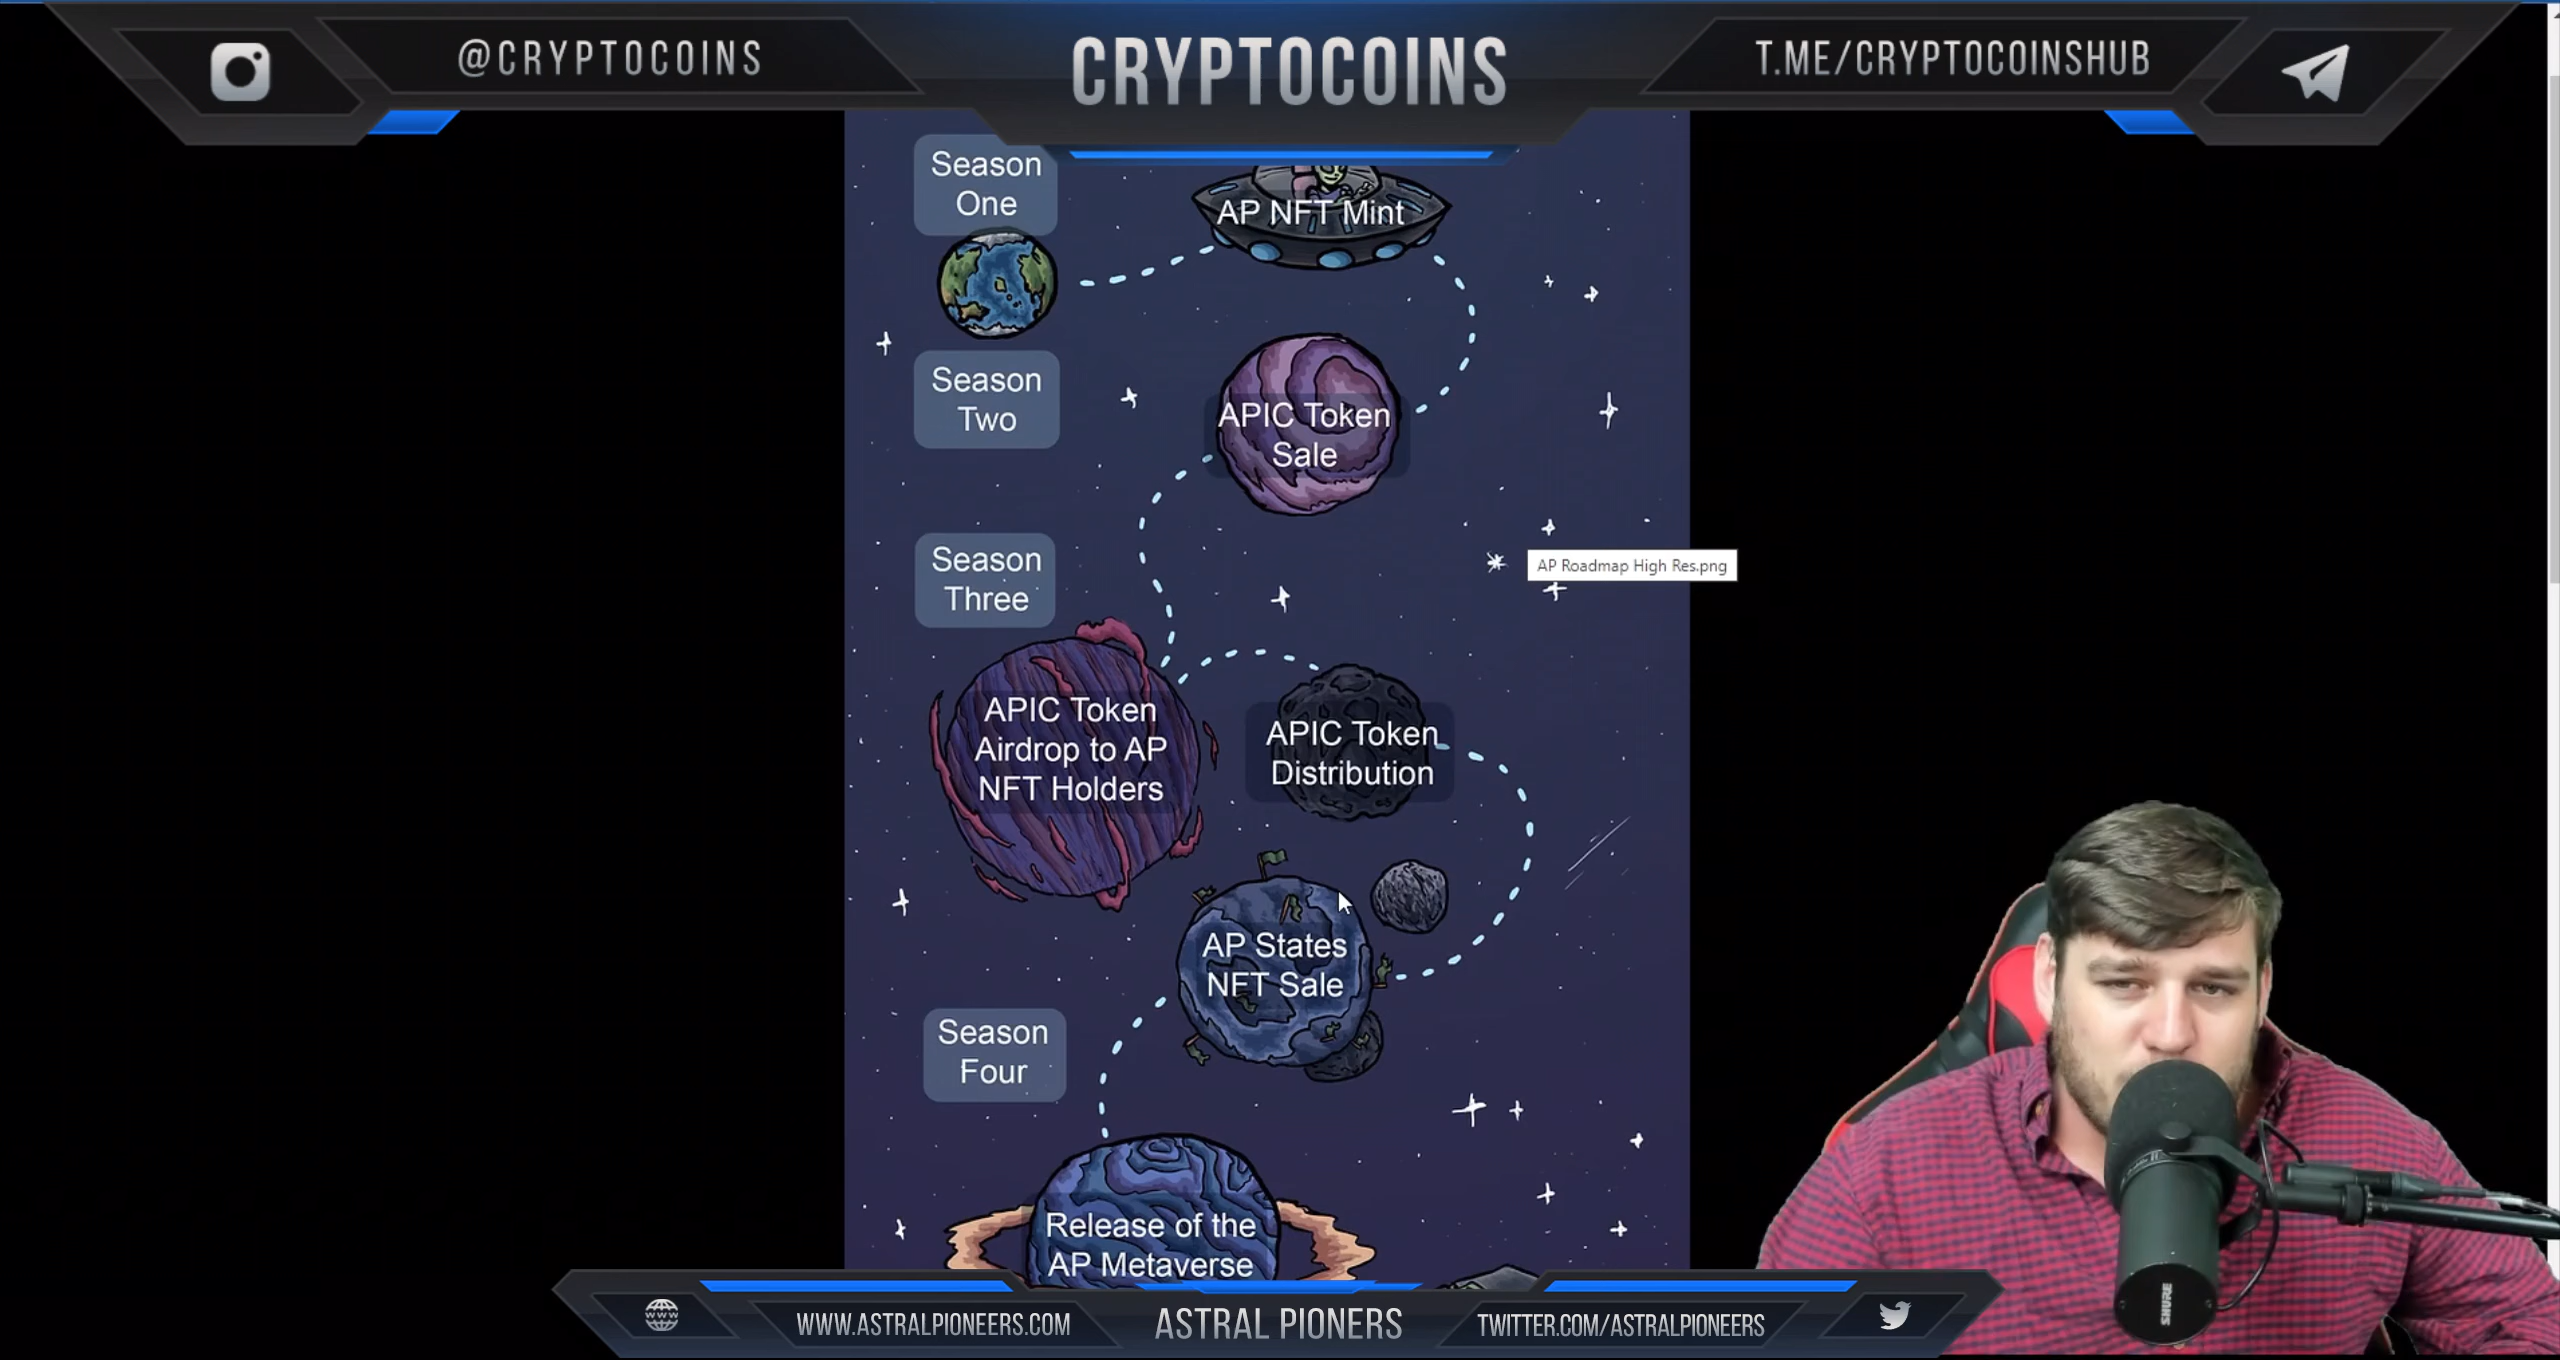 @CRYPTOCOINS
CRYPTOCOINS
T.ME/CRYPTOCOINSHUB
Season
One
AP NFT Mint
Season
Two
APIC Token
Sale
Season
Three
AP Roadmap High Res.png
APIC Token
Airdrop to AP
NFT Holders
APIC Token
Distribution
AP States
NFT Sale
Season
Four
Release of the
AP Metaverse
WWW
WWW.ASTRALPIONEERS.COM
ASTRAL PIONERS
TWITTER.COM/ASTRALPIONEERS
SHURE